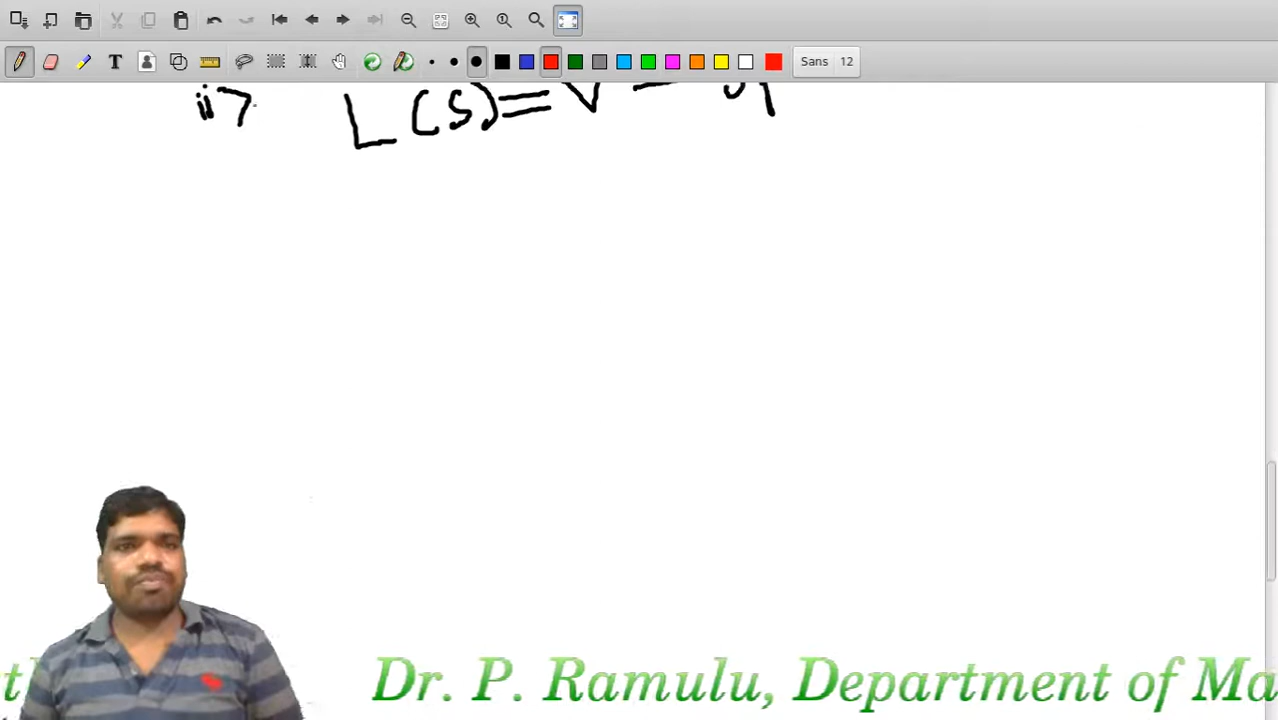 Sans 12
ii> L(S)=V
Dr. P. Ramulu, Department of Ma